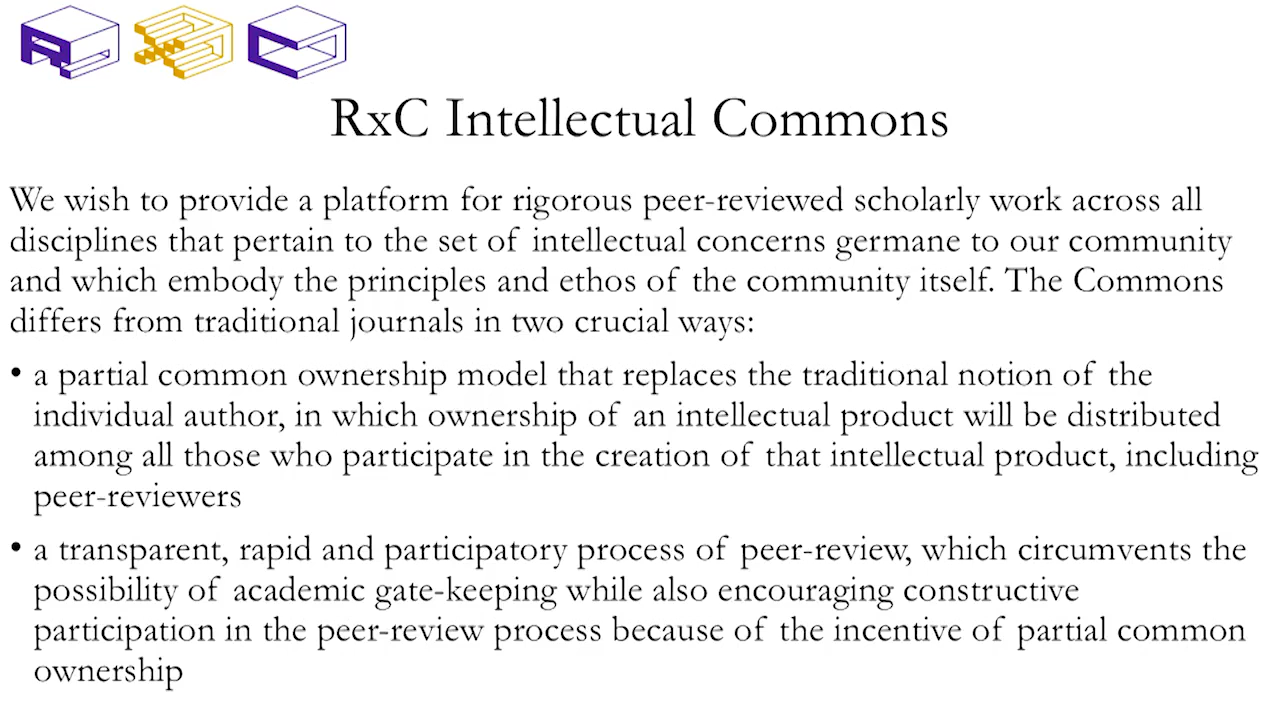 RxC
RxC Intellectual Commons
We wish to provide a platform for rigorous peer-reviewed scholarly work across all
disciplines that pertain to the set of intellectual concerns germane to our community
and which embody the principles and ethos of the community itself. The Commons
differs from traditional journals in two crucial ways:
• a partial common ownership model that replaces the traditional notion of the
individual author, in which ownership of an intellectual product will be distributed
among all those who participate in the creation of that intellectual product, including
peer-reviewers
• a transparent, rapid and participatory process of peer-review, which circumvents the
possibility of academic gate-keeping while also encouraging constructive
participation in the peer-review process because of the incentive of partial common
ownership